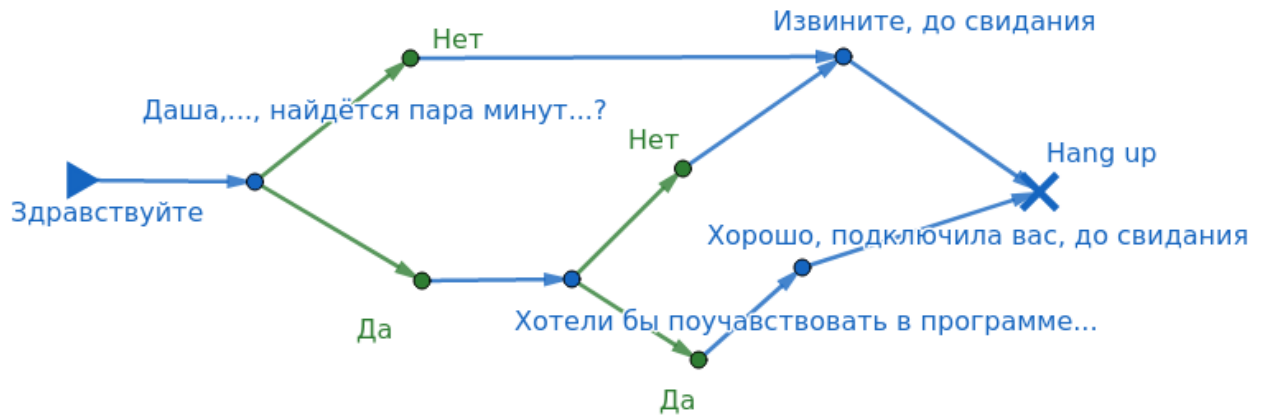 Извините, до свидания
Нет
Даша,..., найдётся пара минут...?
Нет
Hang up
Здравствуйте
Хорошо, подключила вас, до свидания
Да
Хотели бы поучавствовать в программе...
Да